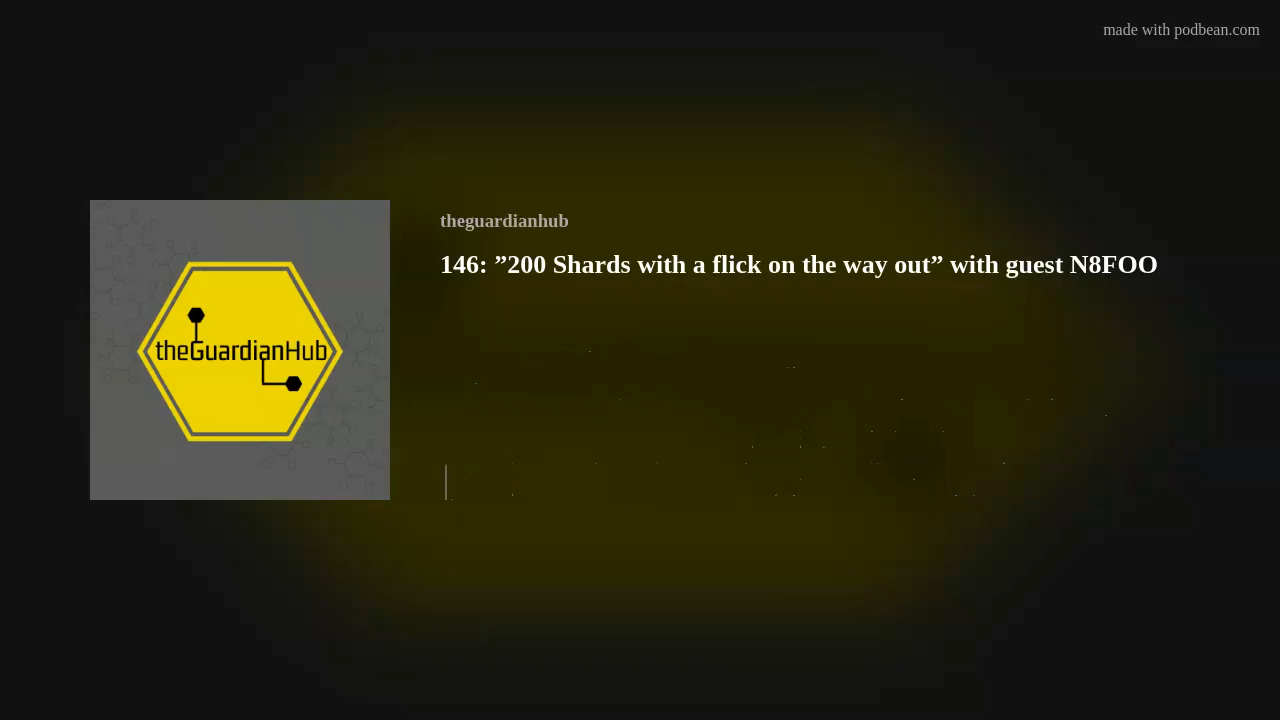 made with podbean.com
theguardianhub
146: ”200 Shards with a flick on the way out” with guest N8FOO
theGuardianHub